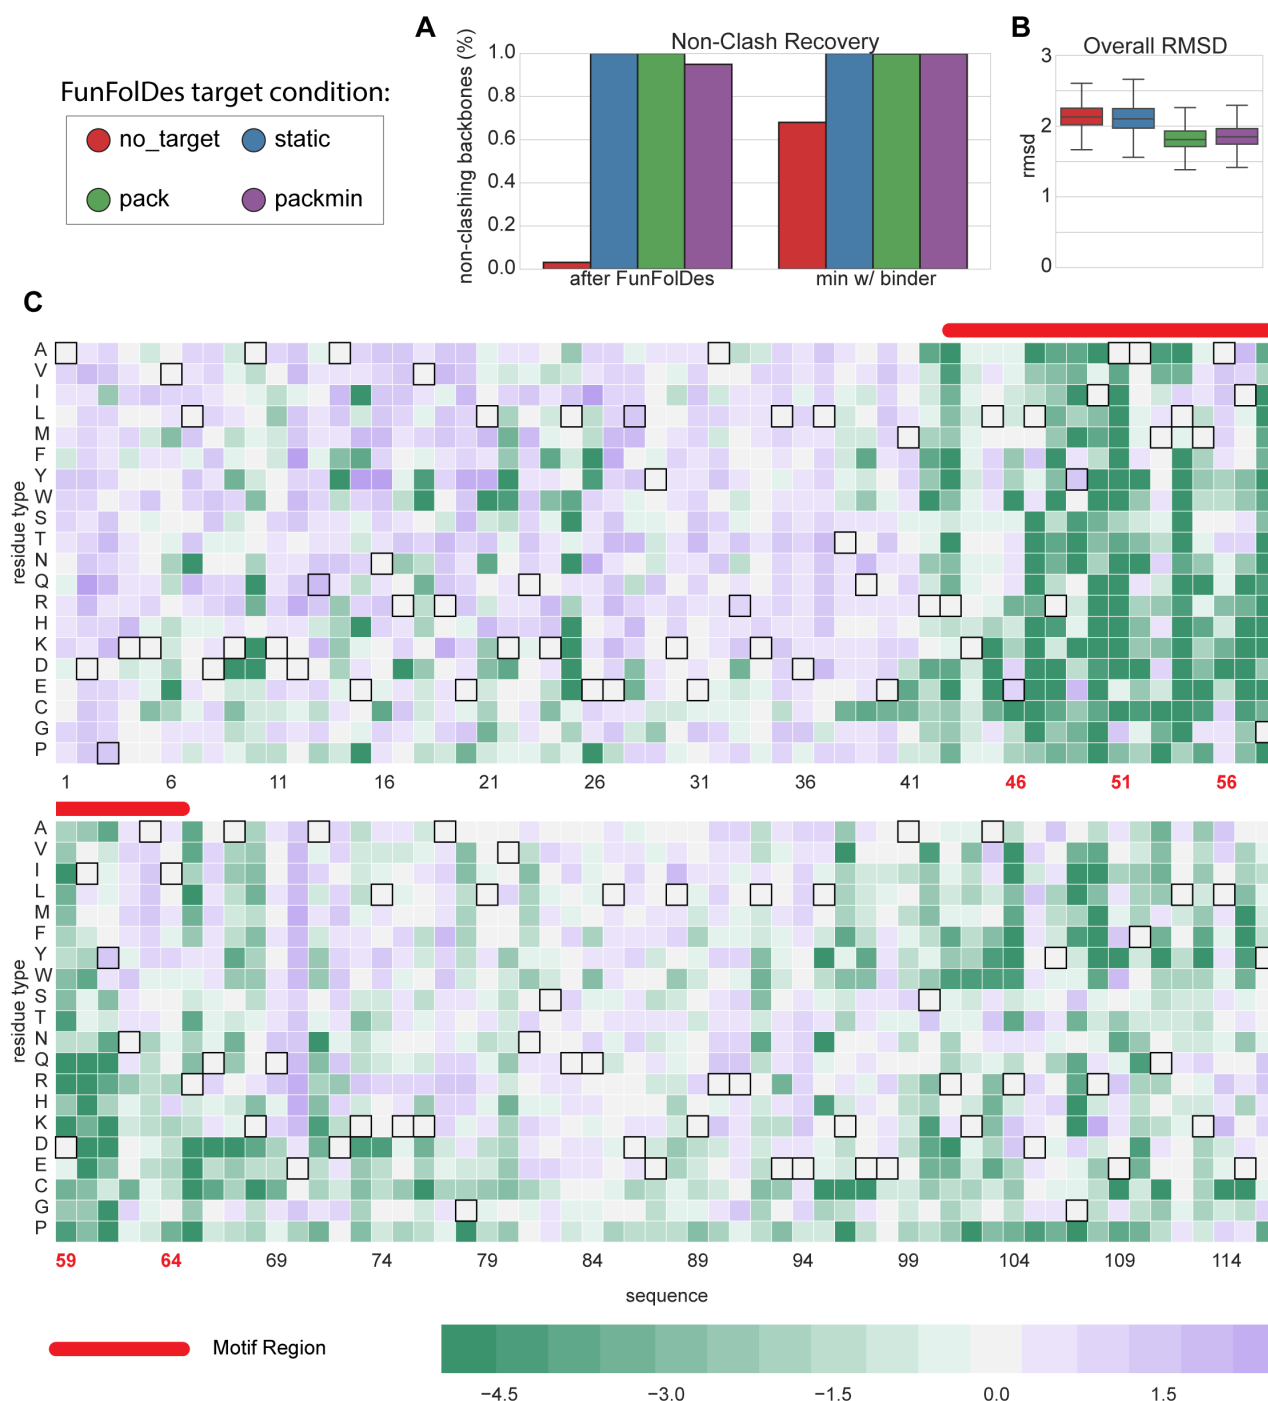 A
B
Non-Clash Recovery
Overall RMSD
FunFolDes target condition:
no_target
static
pack
packmin
non-clashing backbones (%)
1.0
0.8
0.6
0.4
0.2
0.0
after FunFolDes
min w/ binder
rmsd
3
2
1
0
C
residue type
A
V
I
L
M
F
Y
W
S
T
N
Q
R
H
K
D
E
C
G
P
1 6 11 16 21 26 31 36 41 46 51 56
residue type
A
V
I
L
M
F
Y
W
S
T
N
Q
R
H
K
D
E
C
G
P
59 64 69 74 79 84 89 94 99 104 109 114
sequence
Motif Region
−4.5 −3.0 −1.5 0.0 1.5